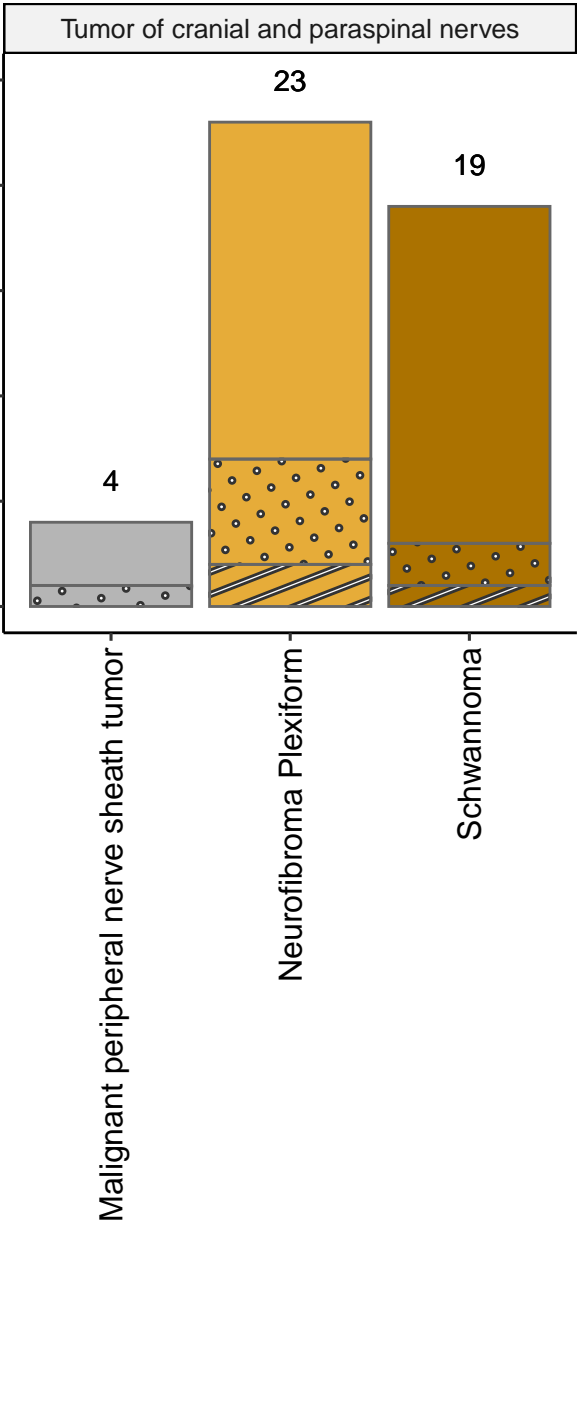 Tumor of cranial and paraspinal nerves
23
19
4
Malignant peripheral nerve sheath tumor
Neurofibroma Plexiform
Schwannoma